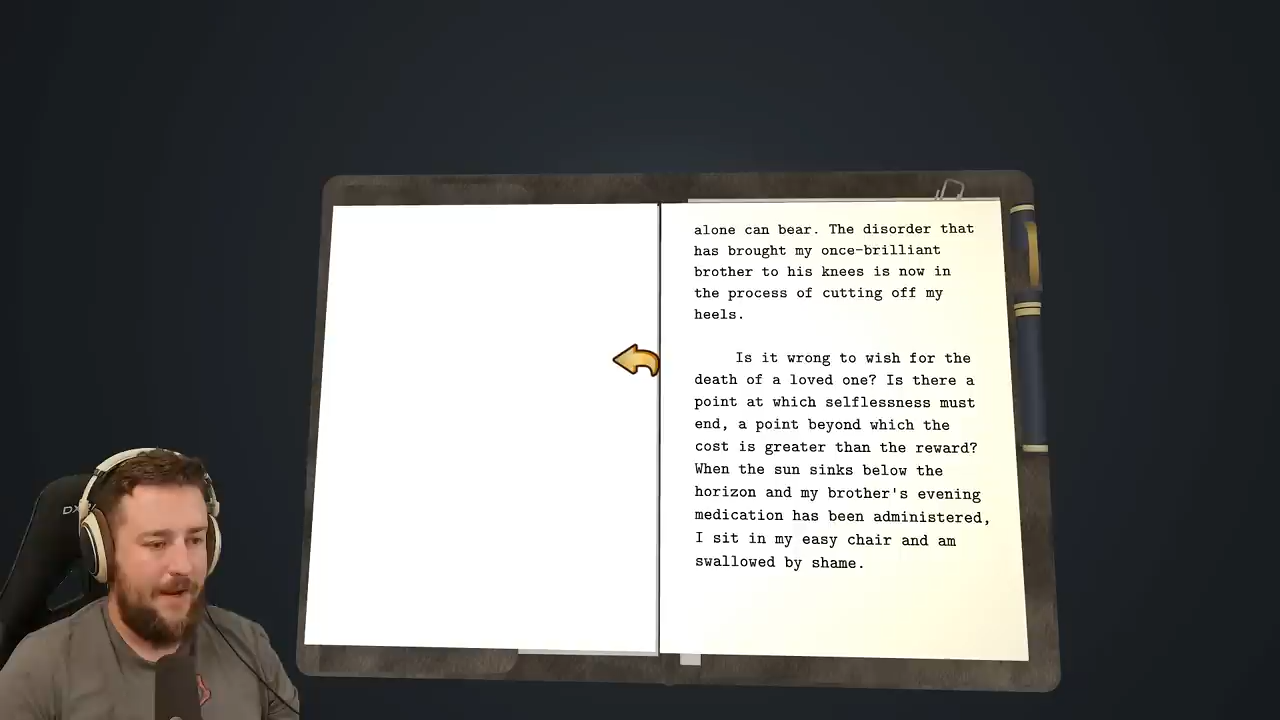 alone can bear. The disorder that
has brought my once-brilliant
brother to his knees is now in
the process of cutting off my
heels.
Is it wrong to wish for the
death of a loved one? Is there a
point at which selflessness must
end, a point beyond which the
cost is greater than the reward?
When the sun sinks below the
horizon and my brother's evening
medication has been administered,
I sit in my easy chair and am
swallowed by shame.